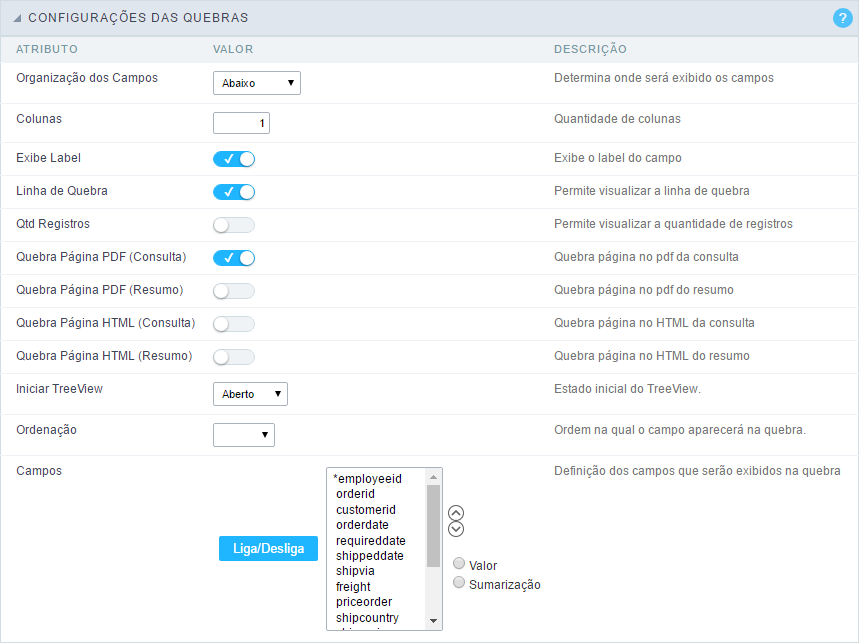 CONFIGURAÇÕES DAS QUEBRAS
?
ATRIBUTO VALOR DESCRIÇÃO
Organização dos Campos Abaixo Determina onde será exibido os campos
Colunas 1 Quantidade de colunas
Exibe Label Exibe o label do campo
Linha de Quebra Permite visualizar a linha de quebra
Qtd Registros Permite visualizar a quantidade de registros
Quebra Página PDF (Consulta) Quebra página no pdf da consulta
Quebra Página PDF (Resumo) Quebra página no pdf do resumo
Quebra Página HTML (Consulta) Quebra página no HTML da consulta
Quebra Página HTML (Resumo) Quebra página no HTML do resumo
Iniciar TreeView Aberto Estado inicial do TreeView.
Ordenação Ordem na qual o campo aparecerá na quebra.
Campos Definição dos campos que serão exibidos na quebra
Liga/Desliga
*employeeid
orderid
customerid
orderdate
requireddate
shippeddate
shipvia
freight
priceorder
shipcountry
Valor
Sumarização